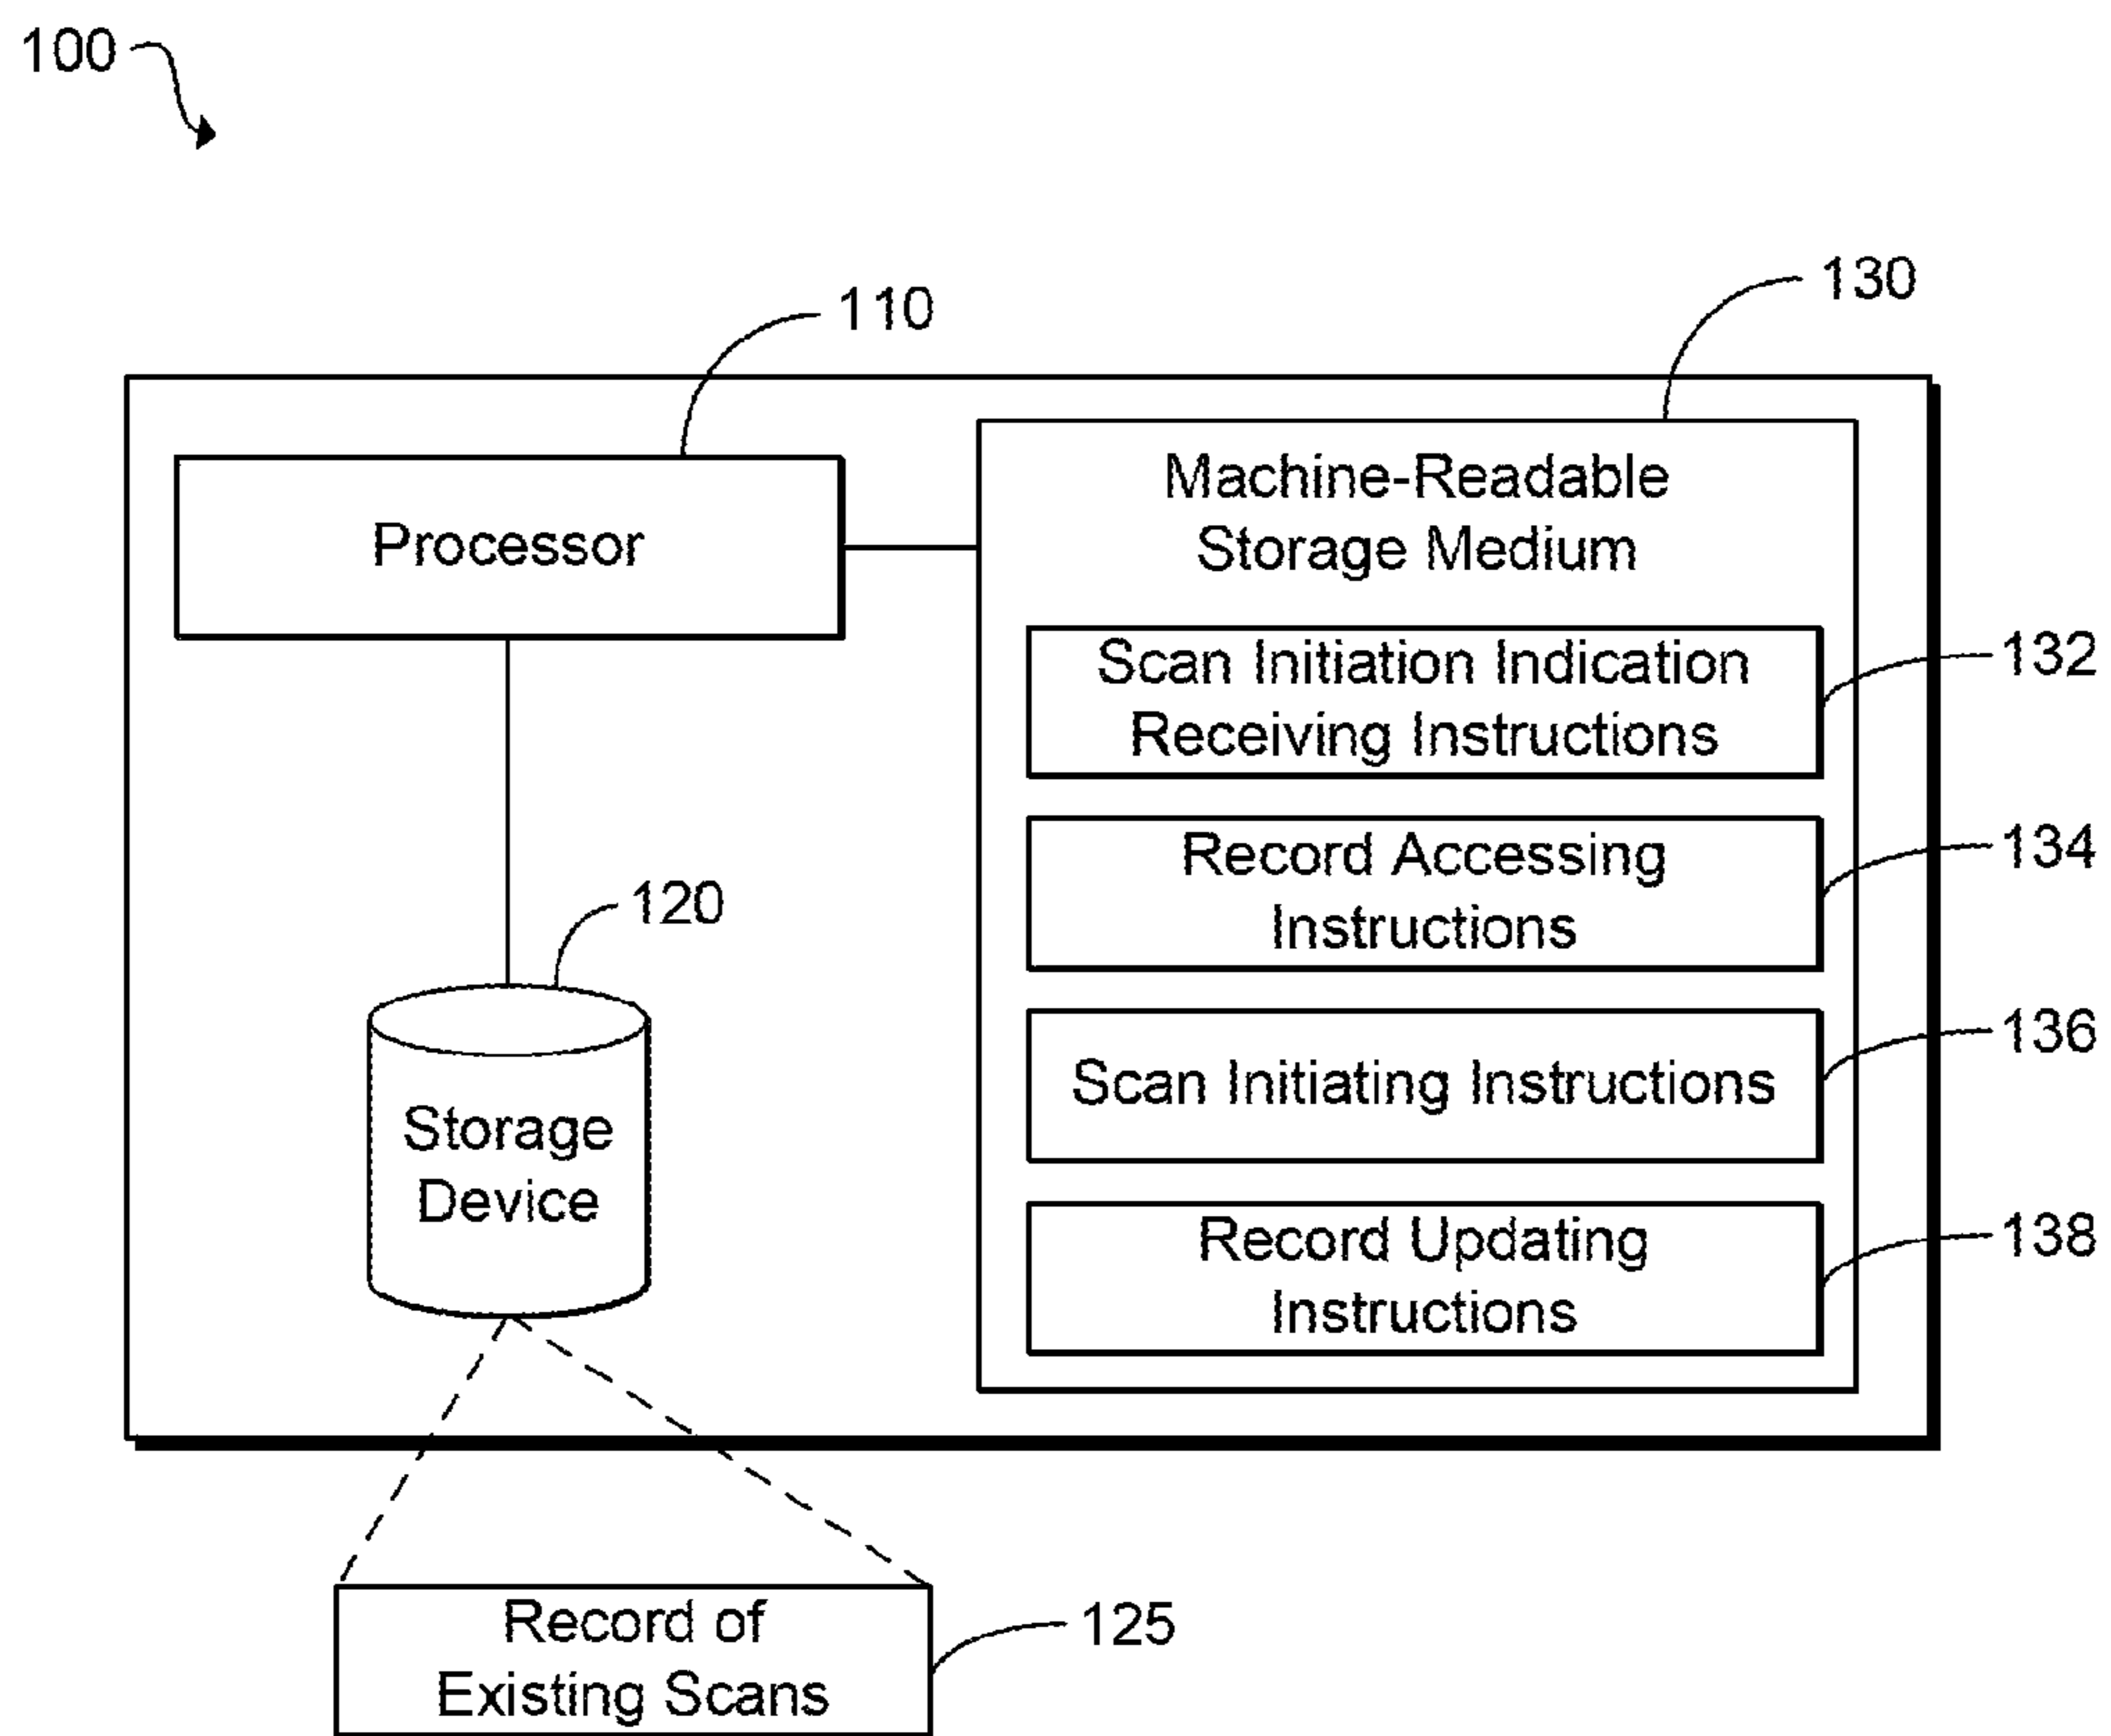 100
110
130
Processor
Machine-Readable
Storage Medium
Scan Initiation Indication
Receiving Instructions
132
Record Accessing
Instructions
134
120
Storage
Device
Scan Initiating Instructions
136
Record Updating
Instructions
138
Record of
Existing Scans
125